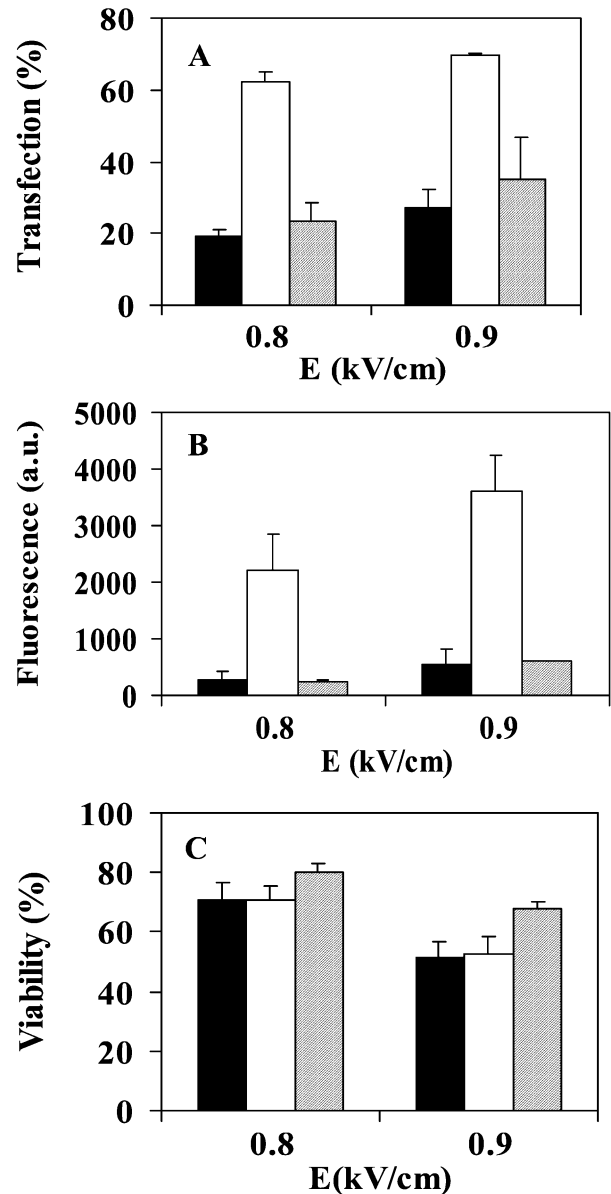 Transfection (%)
80
60
40
20
0
A
0.8
0.9
E (kV/cm)
Fluorescence (a.u.)
5000
4000
3000
2000
1000
0
B
0.8
0.9
E (kV/cm)
Viability (%)
100
80
60
40
20
0
C
0.8
0.9
E(kV/cm)